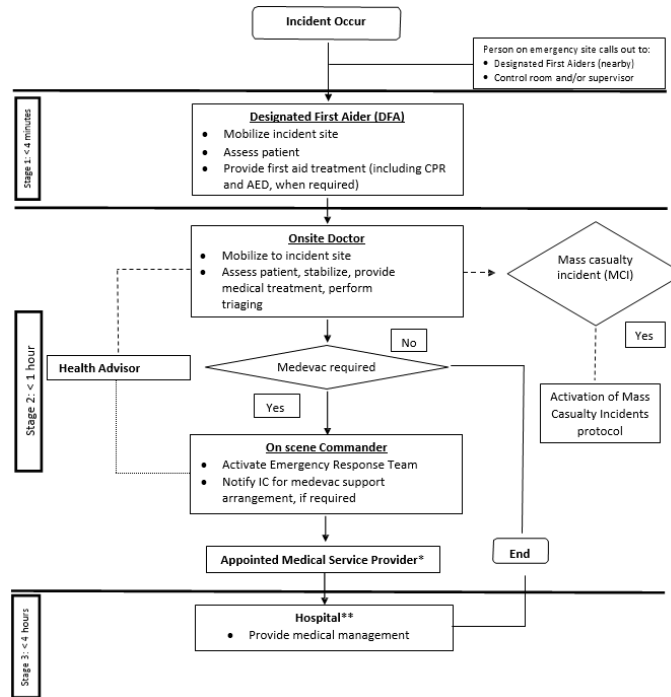 Incident Occur
Person on emergency site calls out to:
• Designated First Aiders (nearby)
• Control room and/or supervisor
Stage 1: < 4 minutes
Designated First Aider (DFA)
• Mobilize incident site
• Assess patient
• Provide first aid treatment (including CPR
and AED, when required)
Stage 2: < 1 hour
Onsite Doctor
• Mobilize to incident site
• Assess patient, stabilize, provide
medical treatment, perform
triaging
Mass casualty
incident (MCI)
Yes
Activation of Mass
Casualty Incidents
protocol
Health Advisor
No
Medevac required
Yes
On scene Commander
• Activate Emergency Response Team
• Notify IC for medevac support
arrangement, if required
Appointed Medical Service Provider*
End
Stage 3: < 4 hours
Hospital**
• Provide medical management